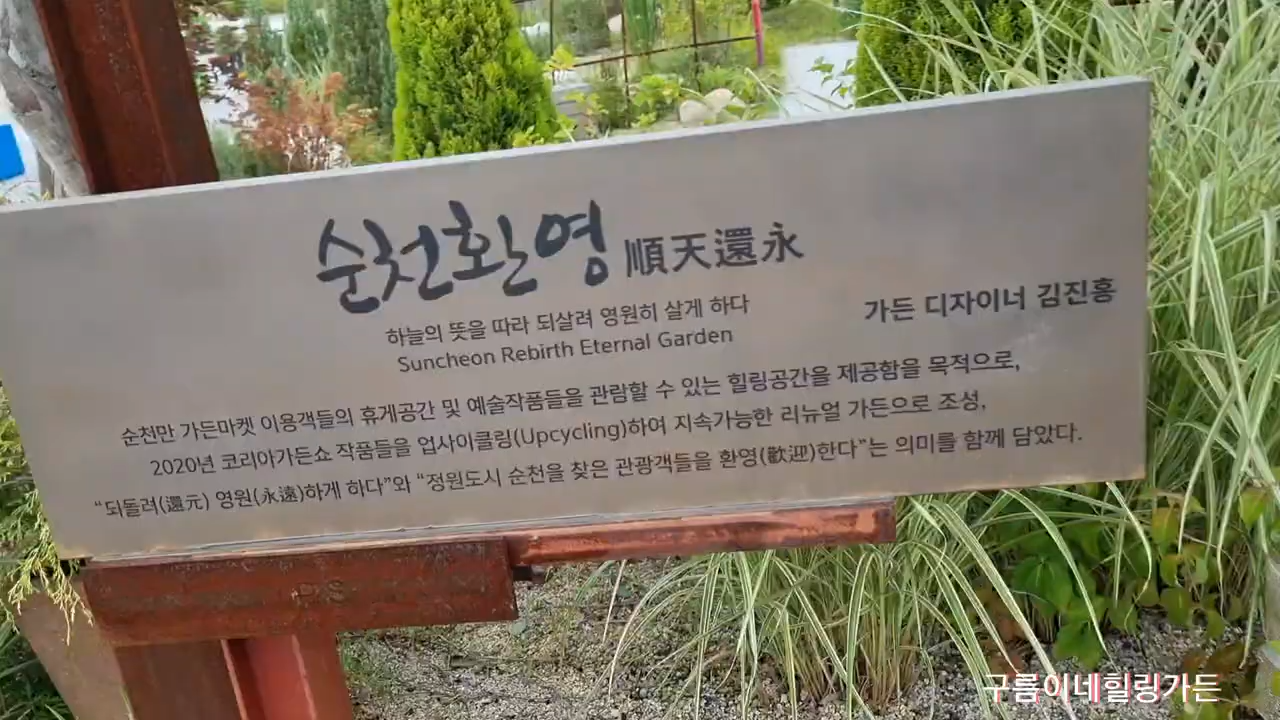 순천환영 順天還永
하늘의 뜻을 따라 되살려 영원히 살게 하다
Suncheon Rebirth Eternal Garden
가든 디자이너 김진홍
순천만 가든마켓 이용객들의 휴게공간 및 예술작품들을 관람할 수 있는 힐링공간을 제공함을 목적으로,
2020년 코리아가든쇼 작품들을 업사이클링(Upcycling)하여 지속가능한 리뉴얼 가든으로 조성,
“되돌려(還元) 영원(永遠)하게 하다”와 “정원도시 순천을 찾은 관광객들을 환영(歡迎)한다”는 의미를 함께 담았다.
구름이네힐링가든